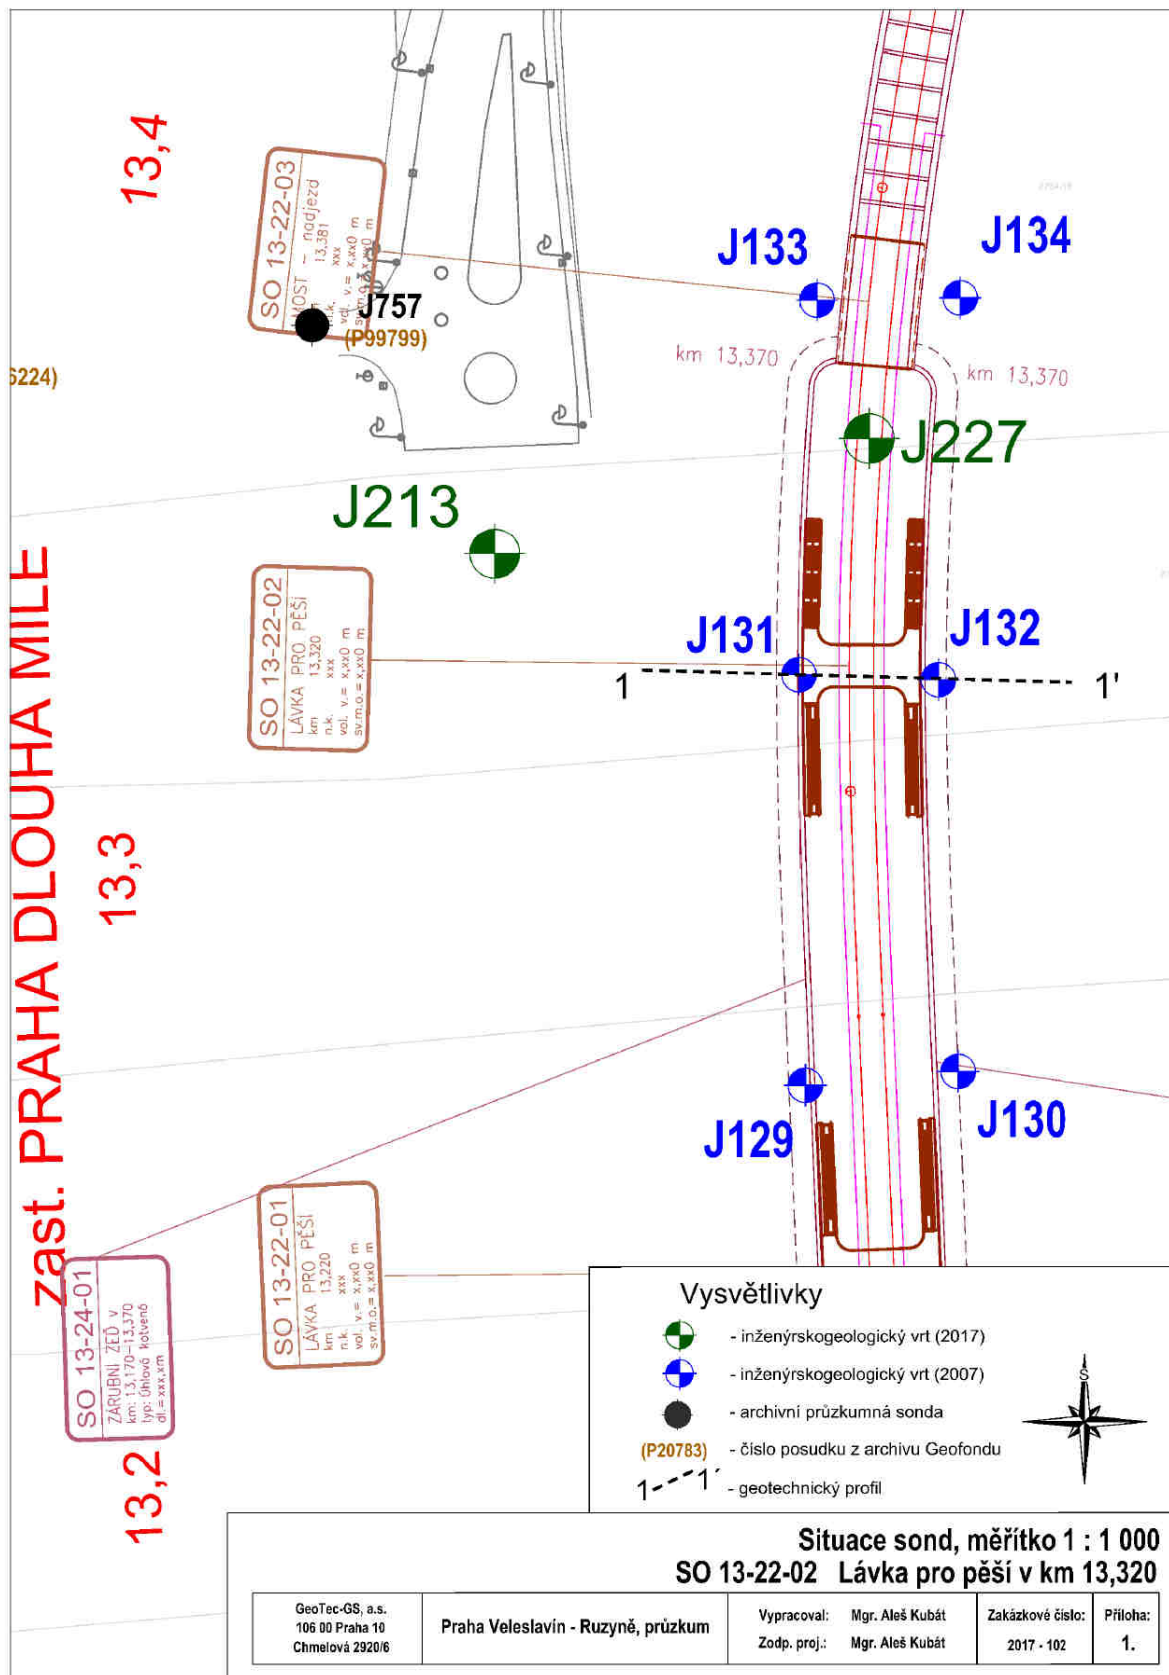 13,4
SO 13-22-03
MOST – nadjezd
13,381
n.k. xxx
vol. v.= x,xx0 m
J757
(P99799)
6224)
J133
J134
km 13,370
km 13,370
J227
J213
SO 13-22-02
LÁVKA PRO PĚŠÍ
km 13,320
n.k. xxx
vol. v.= x,xx0 m
sv.m.o.= x,xx0 m
J131
J132
1
1'
zast. PRAHA DLOUHA MILE
13,3
J129
J130
SO 13-22-01
LÁVKA PRO PĚŠÍ
km 13,220
n.k. xxx
vol. v.= x,xx0 m
sv.m.o.= x,xx0 m
SO 13-24-01
ZÁRUBNÍ ZEĎ v
km: 13,170–13,370
typ: Úhlová kotvená
dl.=xxx,xm
13,2
Vysvětlivky
- inženýrskogeologický vrt (2017)
- inženýrskogeologický vrt (2007)
- archivní průzkumná sonda
(P20783) - číslo posudku z archivu Geofondu
1 1' - geotechnický profil
S
Situace sond, měřítko 1 : 1 000
SO 13-22-02 Lávka pro pěší v km 13,320
GeoTec-GS, a.s.
106 00 Praha 10
Chmelová 2920/6
Praha Veleslavín - Ruzyně, průzkum
Vypracoval: Mgr. Aleš Kubát
Zodp. proj.: Mgr. Aleš Kubát
Zakázkové číslo:
2017 - 102
Příloha:
1.